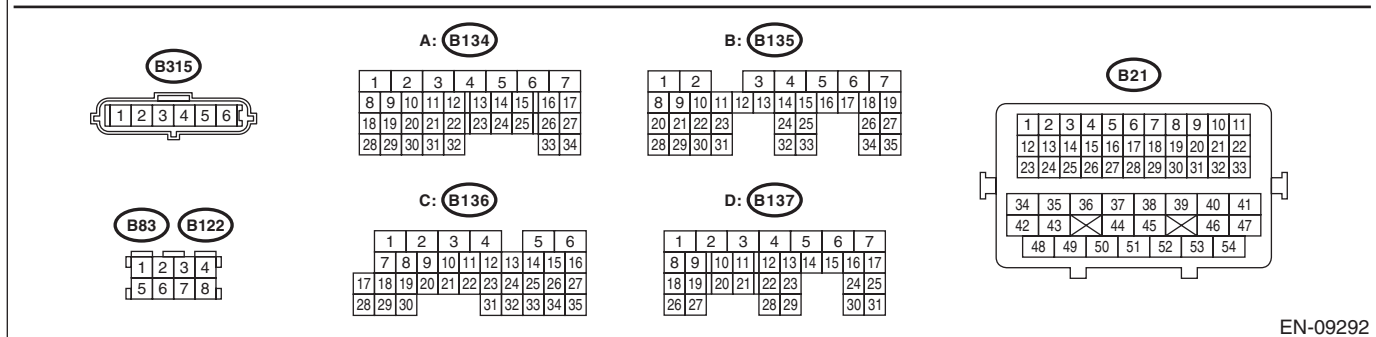 B315
1 2 3 4 5 6
B83 B122
1 2 3 4
5 6 7 8
A: B134
1 2 3 4 5 6 7
8 9 10 11 12 13 14 15 16 17
18 19 20 21 22 23 24 25 26 27
28 29 30 31 32 33 34
C: B136
1 2 3 4 5 6
7 8 9 10 11 12 13 14 15 16
17 18 19 20 21 22 23 24 25 26 27
28 29 30 31 32 33 34 35
B: B135
1 2 3 4 5 6 7
8 9 10 11 12 13 14 15 16 17 18 19
20 21 22 23 24 25 26 27
28 29 30 31 32 33 34 35
D: B137
1 2 3 4 5 6 7
8 9 10 11 12 13 14 15 16 17
18 19 20 21 22 23 24 25
26 27 28 29 30 31
B21
1 2 3 4 5 6 7 8 9 10 11
12 13 14 15 16 17 18 19 20 21 22
23 24 25 26 27 28 29 30 31 32 33
34 35 36 37 38 39 40 41
42 43 44 45 46 47
48 49 50 51 52 53 54
EN-09292